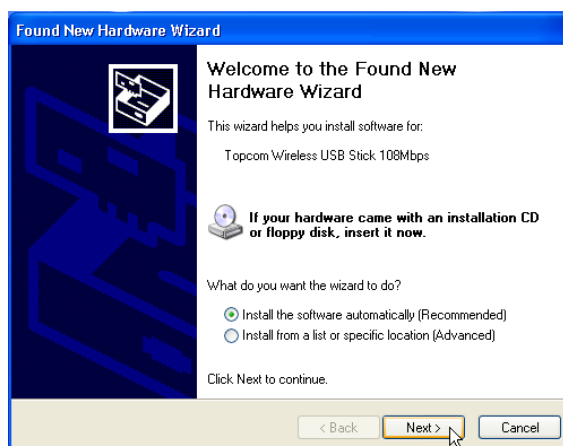 Found New Hardware Wizard
Welcome to the Found New
Hardware Wizard
This wizard helps you install software for:
Topcom Wireless USB Stick 108Mbps
If your hardware came with an installation CD
or floppy disk, insert it now.
What do you want the wizard to do?
Install the software automatically (Recommended)
Install from a list or specific location (Advanced)
Click Next to continue.
< Back Next > Cancel